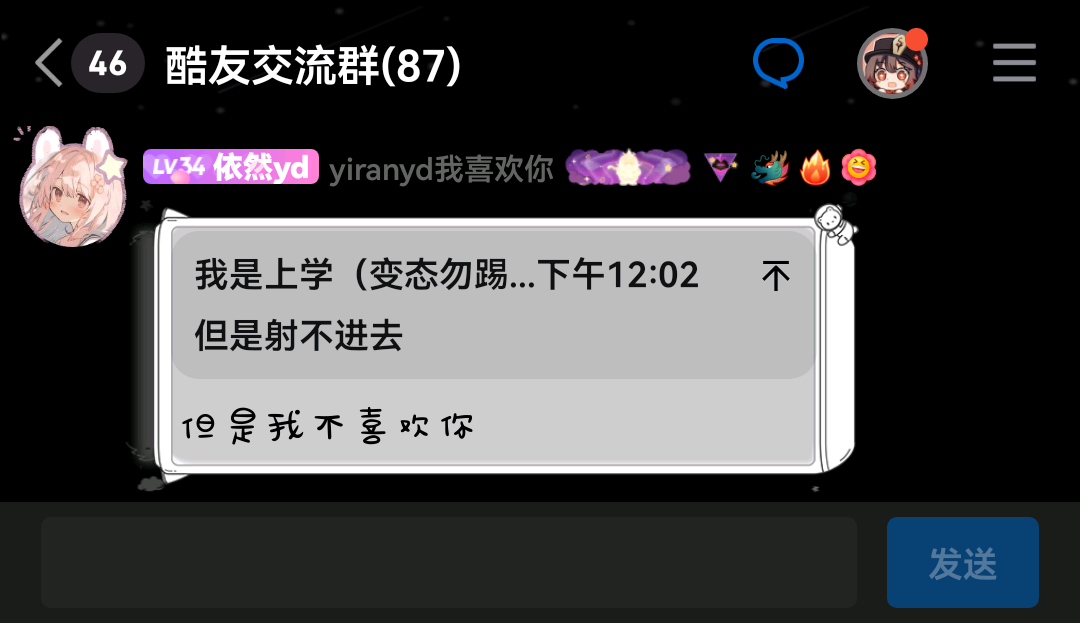 46 酷友交流群(87)
LV34 依然yd yiranyd我喜欢你
我是上学（变态勿踢...下午12:02
但是射不进去
但是我不喜欢你
发送